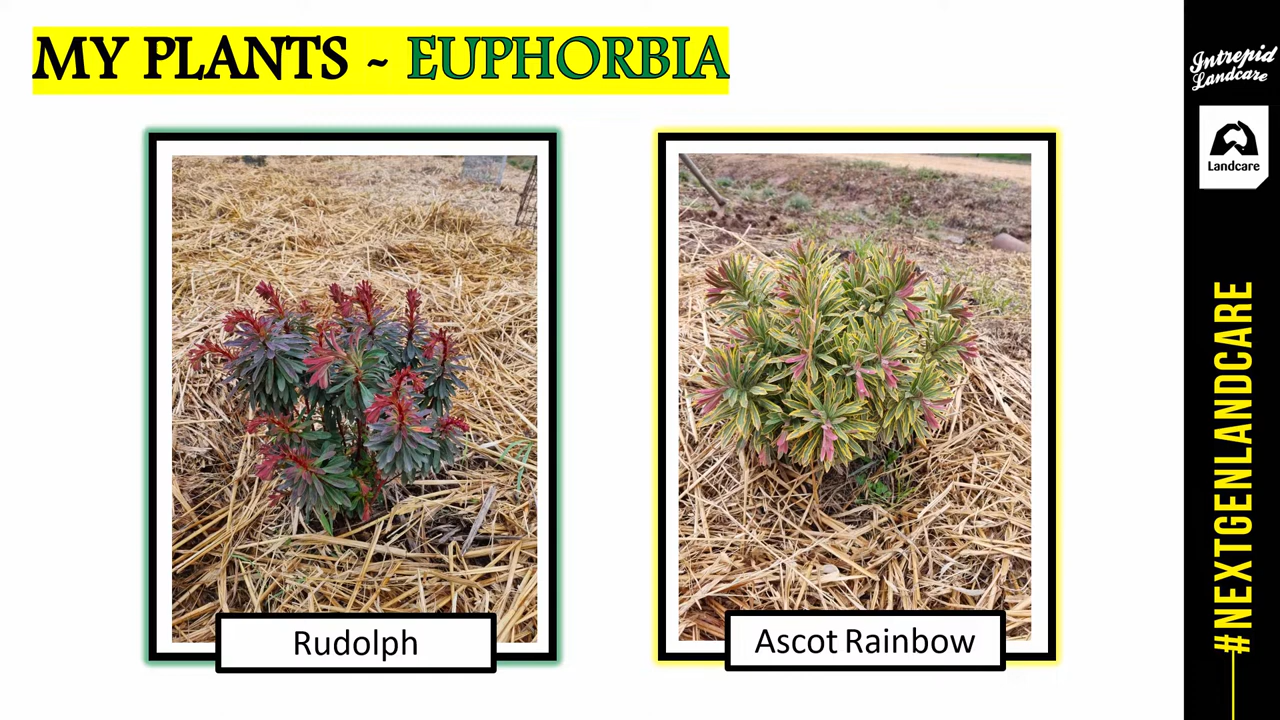 MY PLANTS ~ EUPHORBIA
Rudolph
Ascot Rainbow
Intrepid
Landcare
Landcare
#NEXTGENLANDCARE